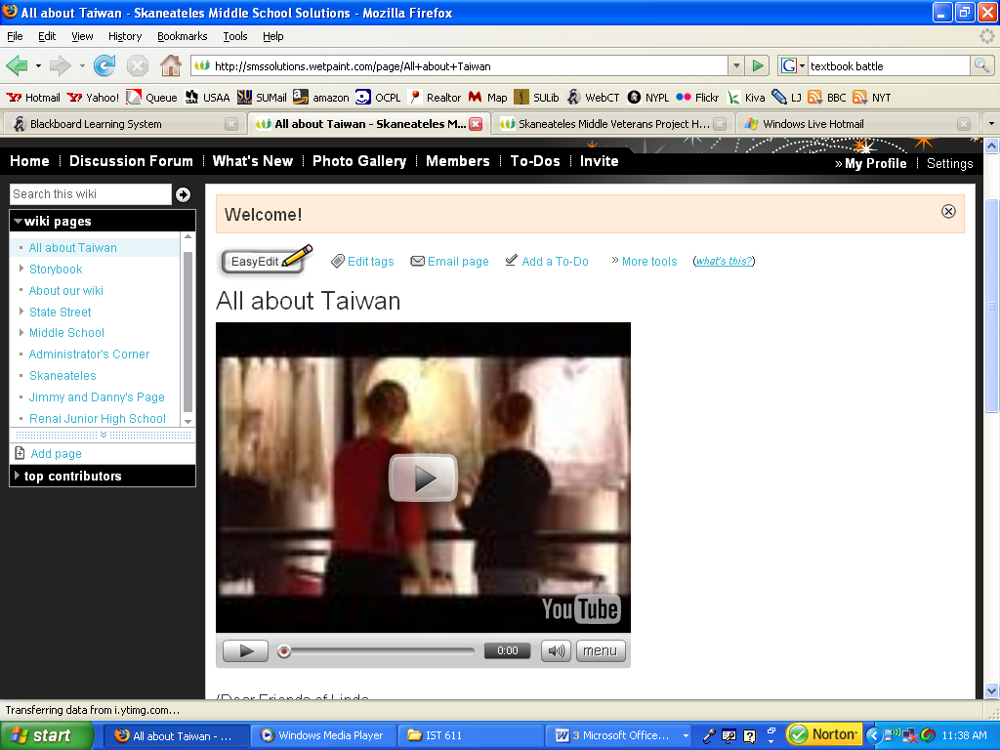 All about Taiwan - Skaneateles Middle School Solutions - Mozilla Firefox
File Edit View History Bookmarks Tools Help
http://smssolutions.wetpaint.com/page/All+about+Taiwan
G textbook battle
Hotmail Yahoo! Queue USAA SUMail amazon OCPL Realtor Map SULib WebCT NYPL Flickr Kiva LJ BBC NYT
Blackboard Learning System All about Taiwan - Skaneateles M... Skaneateles Middle Veterans Project H... Windows Live Hotmail
Home Discussion Forum What's New Photo Gallery Members To-Dos Invite
» My Profile Settings
Search this wiki
wiki pages
All about Taiwan
Storybook
About our wiki
State Street
Middle School
Administrator's Corner
Skaneateles
Jimmy and Danny's Page
Renai Junior High School
Add page
top contributors
Welcome!
EasyEdit Edit tags Email page Add a To-Do » More tools (what's this?)
All about Taiwan
YouTube
0:00 menu
(Dear Friends of Linda
Transferring data from i.ytimg.com...
start All about Taiwan - ... Windows Media Player IST 611 3 Microsoft Office... Norton 11:38 AM